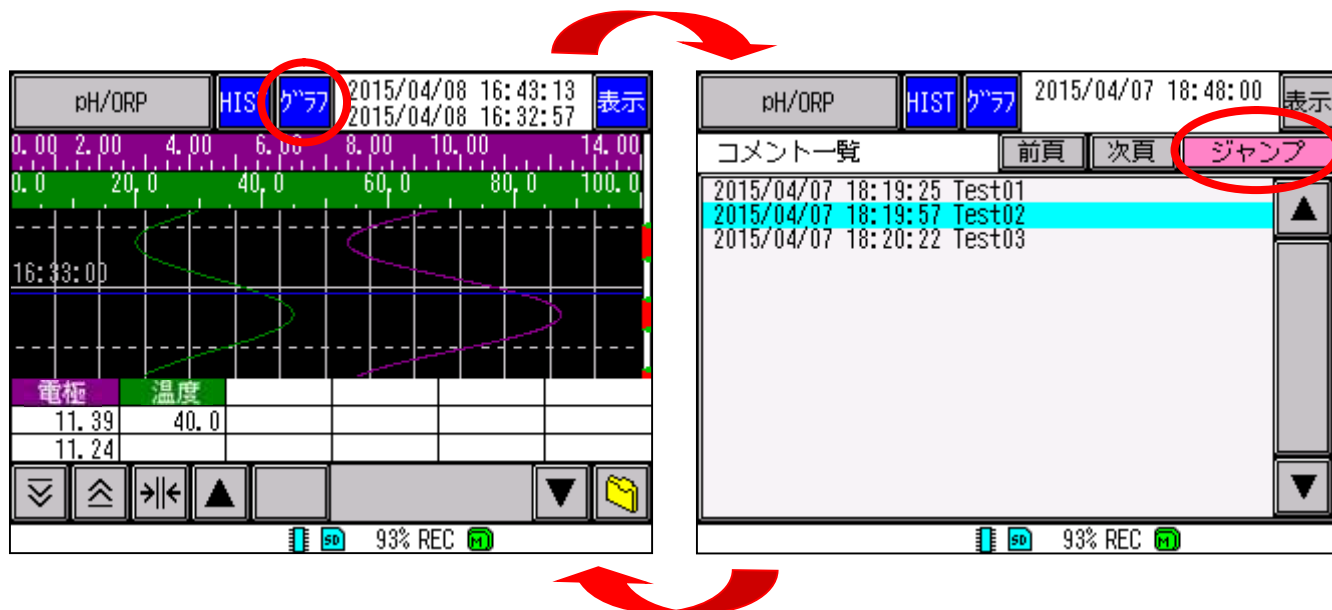 pH/ORP HIST グラフ 2015/04/08 16:43:13 表示
2015/04/08 16:32:57
0.00 2.00 4.00 6.00 8.00 10.00 14.00
0.0 20.0 40.0 60.0 80.0 100.0
16:33:00
電極 温度
11.39 40.0
11.24
SD 93% REC M
pH/ORP HIST グラフ 2015/04/07 18:48:00 表示
コメント一覧 前頁 次頁 ジャンプ
2015/04/07 18:19:25 Test01
2015/04/07 18:19:57 Test02
2015/04/07 18:20:22 Test03
SD 93% REC M